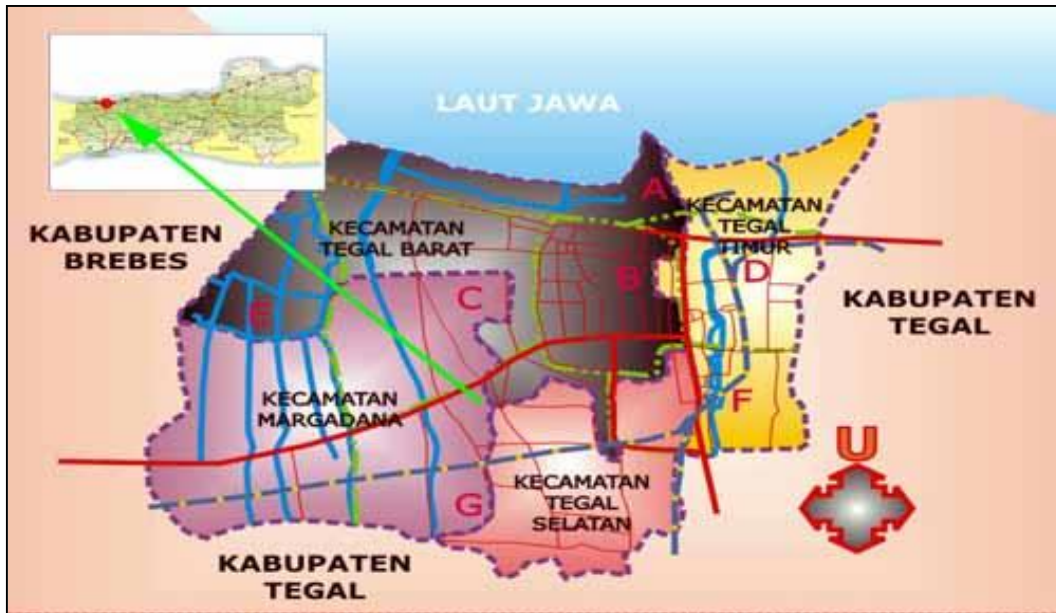 LAUT JAWA
A
KECAMATAN
TEGAL
TIMUR
KABUPATEN
BREBES
KECAMATAN
TEGAL BARAT
B
C
D
E
KABUPATEN
TEGAL
KECAMATAN
MARGADANA
F
U
G
KECAMATAN
TEGAL
SELATAN
KABUPATEN
TEGAL